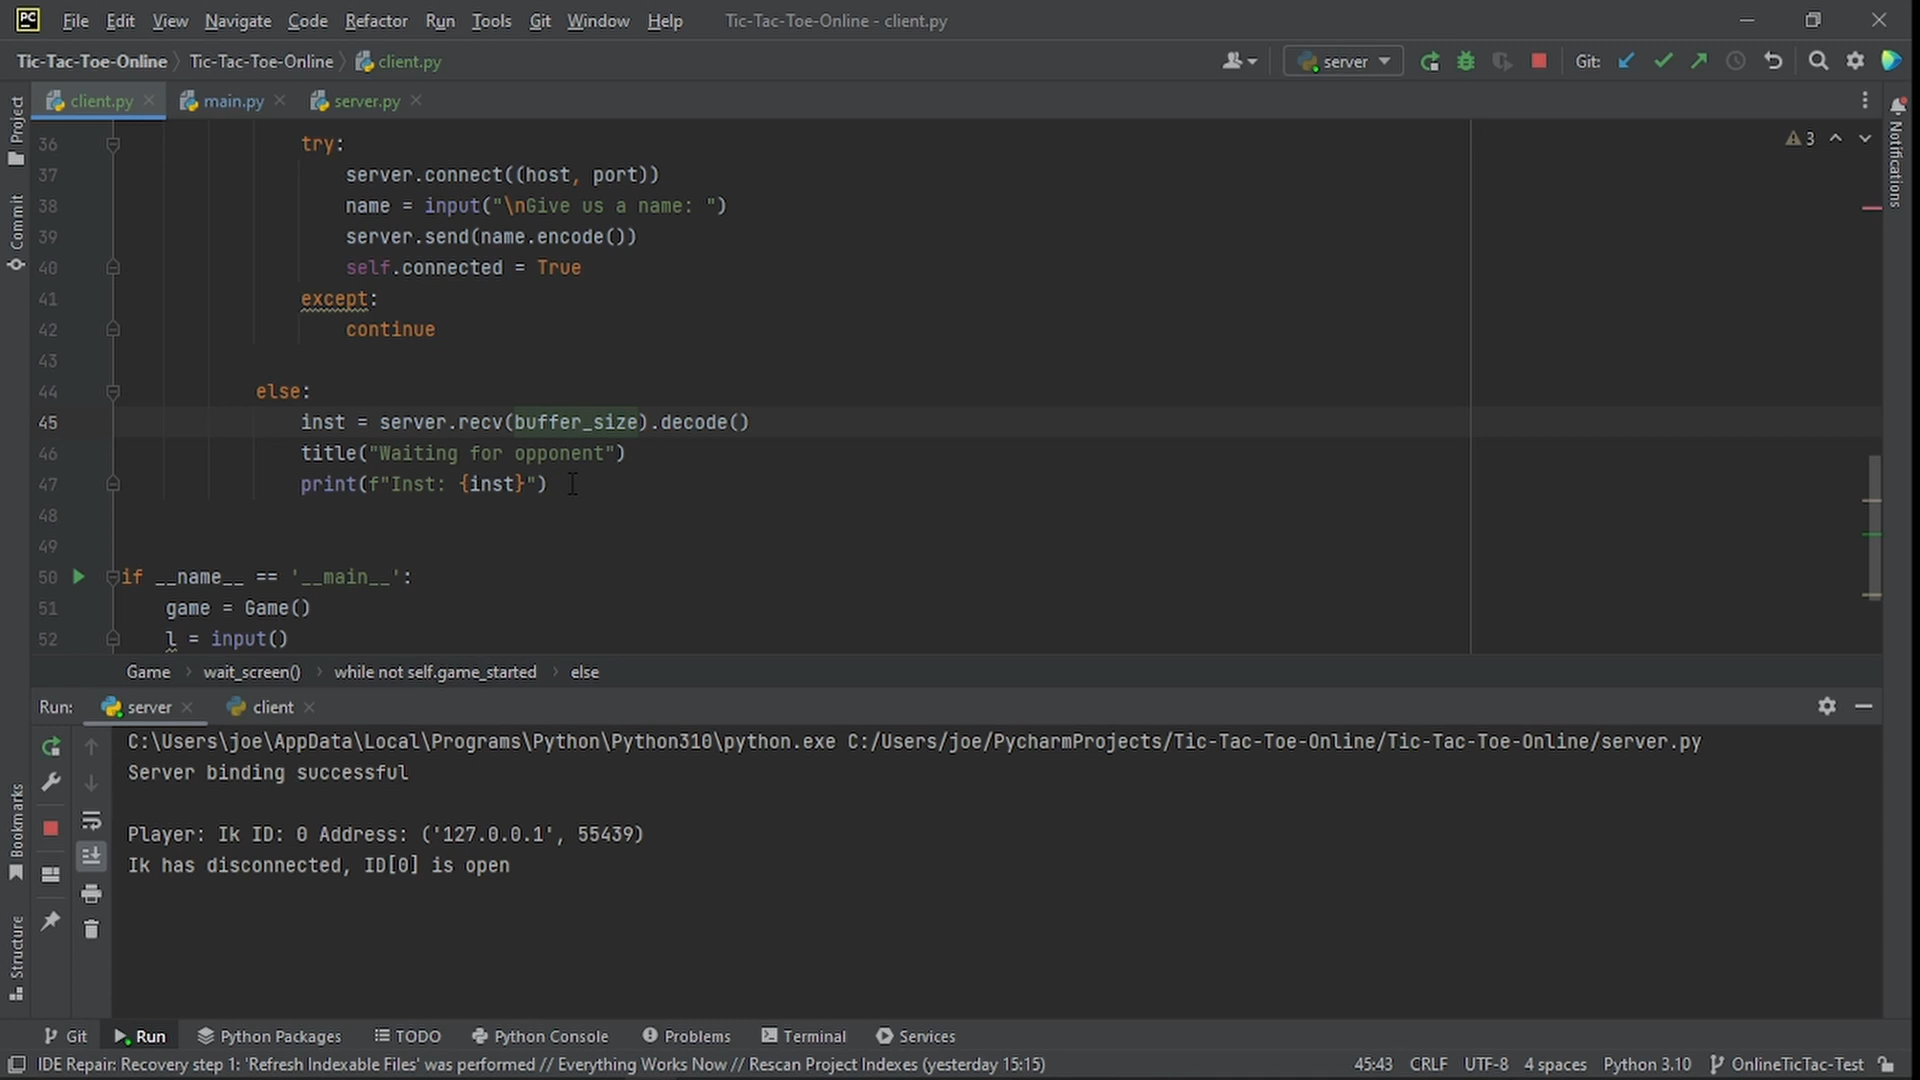 PC File Edit View Navigate Code Refactor Run Tools Git Window Help Tic-Tac-Toe-Online - client.py
Tic-Tac-Toe-Online Tic-Tac-Toe-Online client.py server Git:
client.py main.py server.py
Project
Commit
Notifications
3
36 try:
37 server.connect((host, port))
38 name = input("\nGive us a name: ")
39 server.send(name.encode())
40 self.connected = True
41 except:
42 continue
43
44 else:
45 inst = server.recv(buffer_size).decode()
46 title("Waiting for opponent")
47 print(f"Inst: {inst}")
48
49
50 if __name__ == '__main__':
51 game = Game()
52 l = input()
Game wait_screen() while not self.game_started else
Run: server client
C:\Users\joe\AppData\Local\Programs\Python\Python310\python.exe C:/Users/joe/PycharmProjects/Tic-Tac-Toe-Online/Tic-Tac-Toe-Online/server.py
Server binding successful
Player: Ik ID: 0 Address: ('127.0.0.1', 55439)
Ik has disconnected, ID[0] is open
Bookmarks
Structure
Git Run Python Packages TODO Python Console Problems Terminal Services
IDE Repair: Recovery step 1: 'Refresh Indexable Files' was performed // Everything Works Now // Rescan Project Indexes (yesterday 15:15) 45:43 CRLF UTF-8 4 spaces Python 3.10 OnlineTicTac-Test